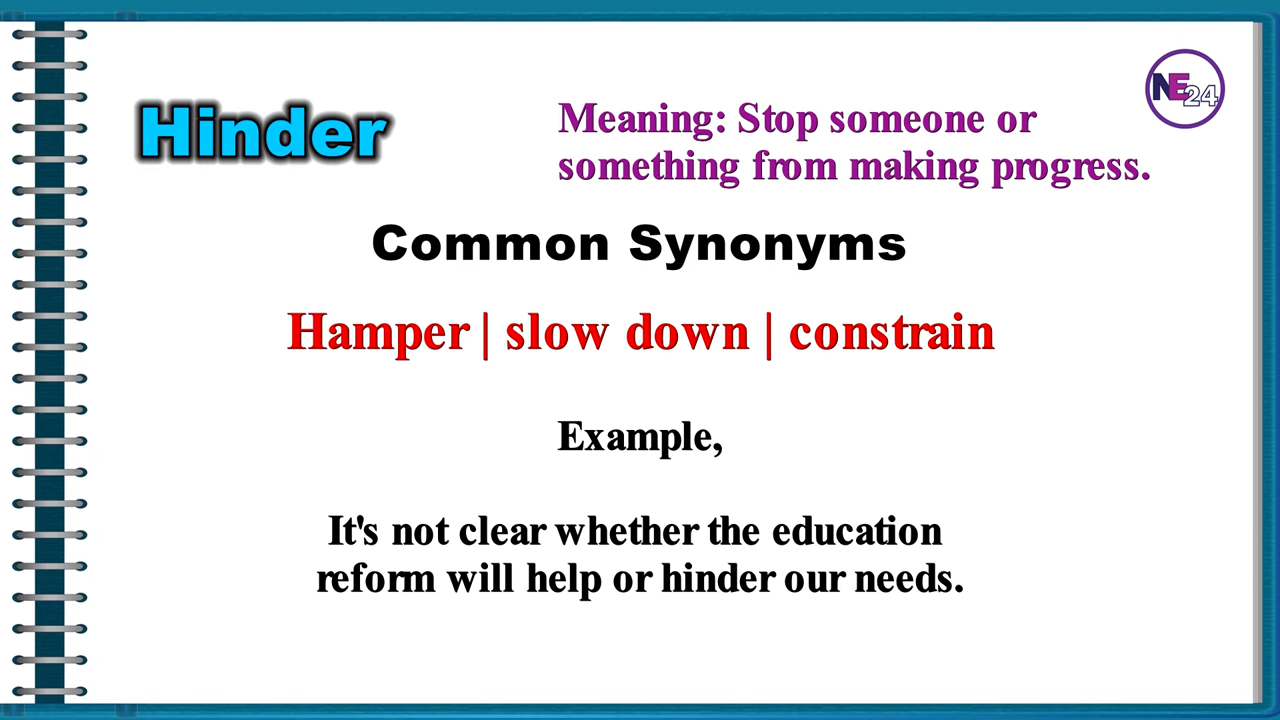 NE24
Hinder
Meaning: Stop someone or
something from making progress.
Common Synonyms
Hamper | slow down | constrain
Example,
It's not clear whether the education
reform will help or hinder our needs.